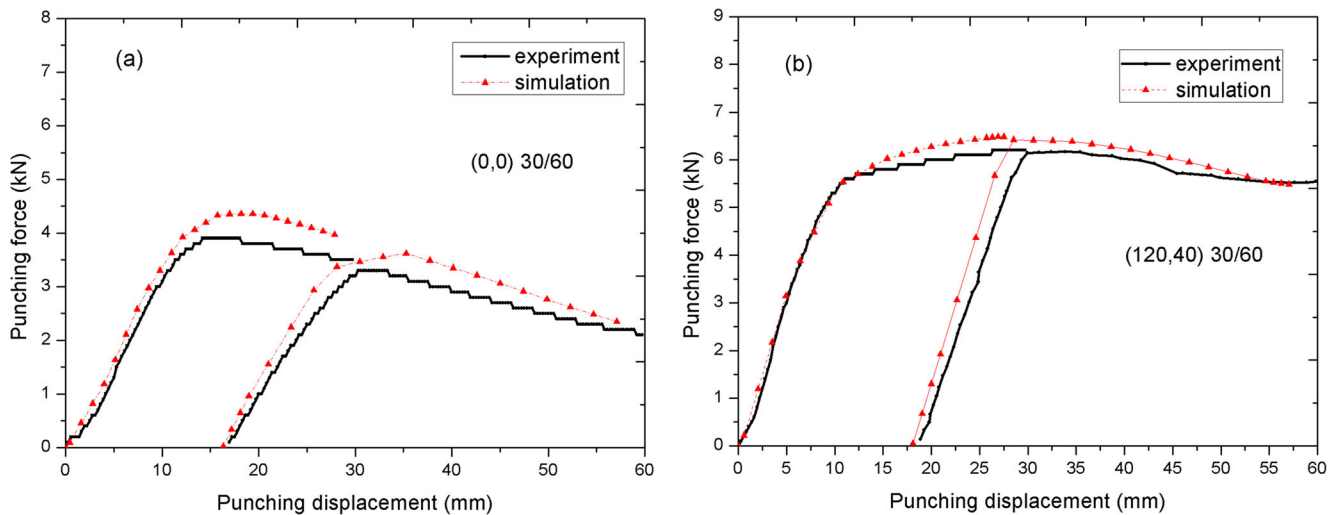 (a)
experiment
simulation
(0,0) 30/60
Punching force (kN)
8
7
6
5
4
3
2
1
0
0 10 20 30 40 50 60
Punching displacement (mm)
(b)
experiment
simulation
(120,40) 30/60
Punching force (kN)
9
8
7
6
5
4
3
2
1
0
0 5 10 15 20 25 30 35 40 45 50 55 60
Punching displacement (mm)